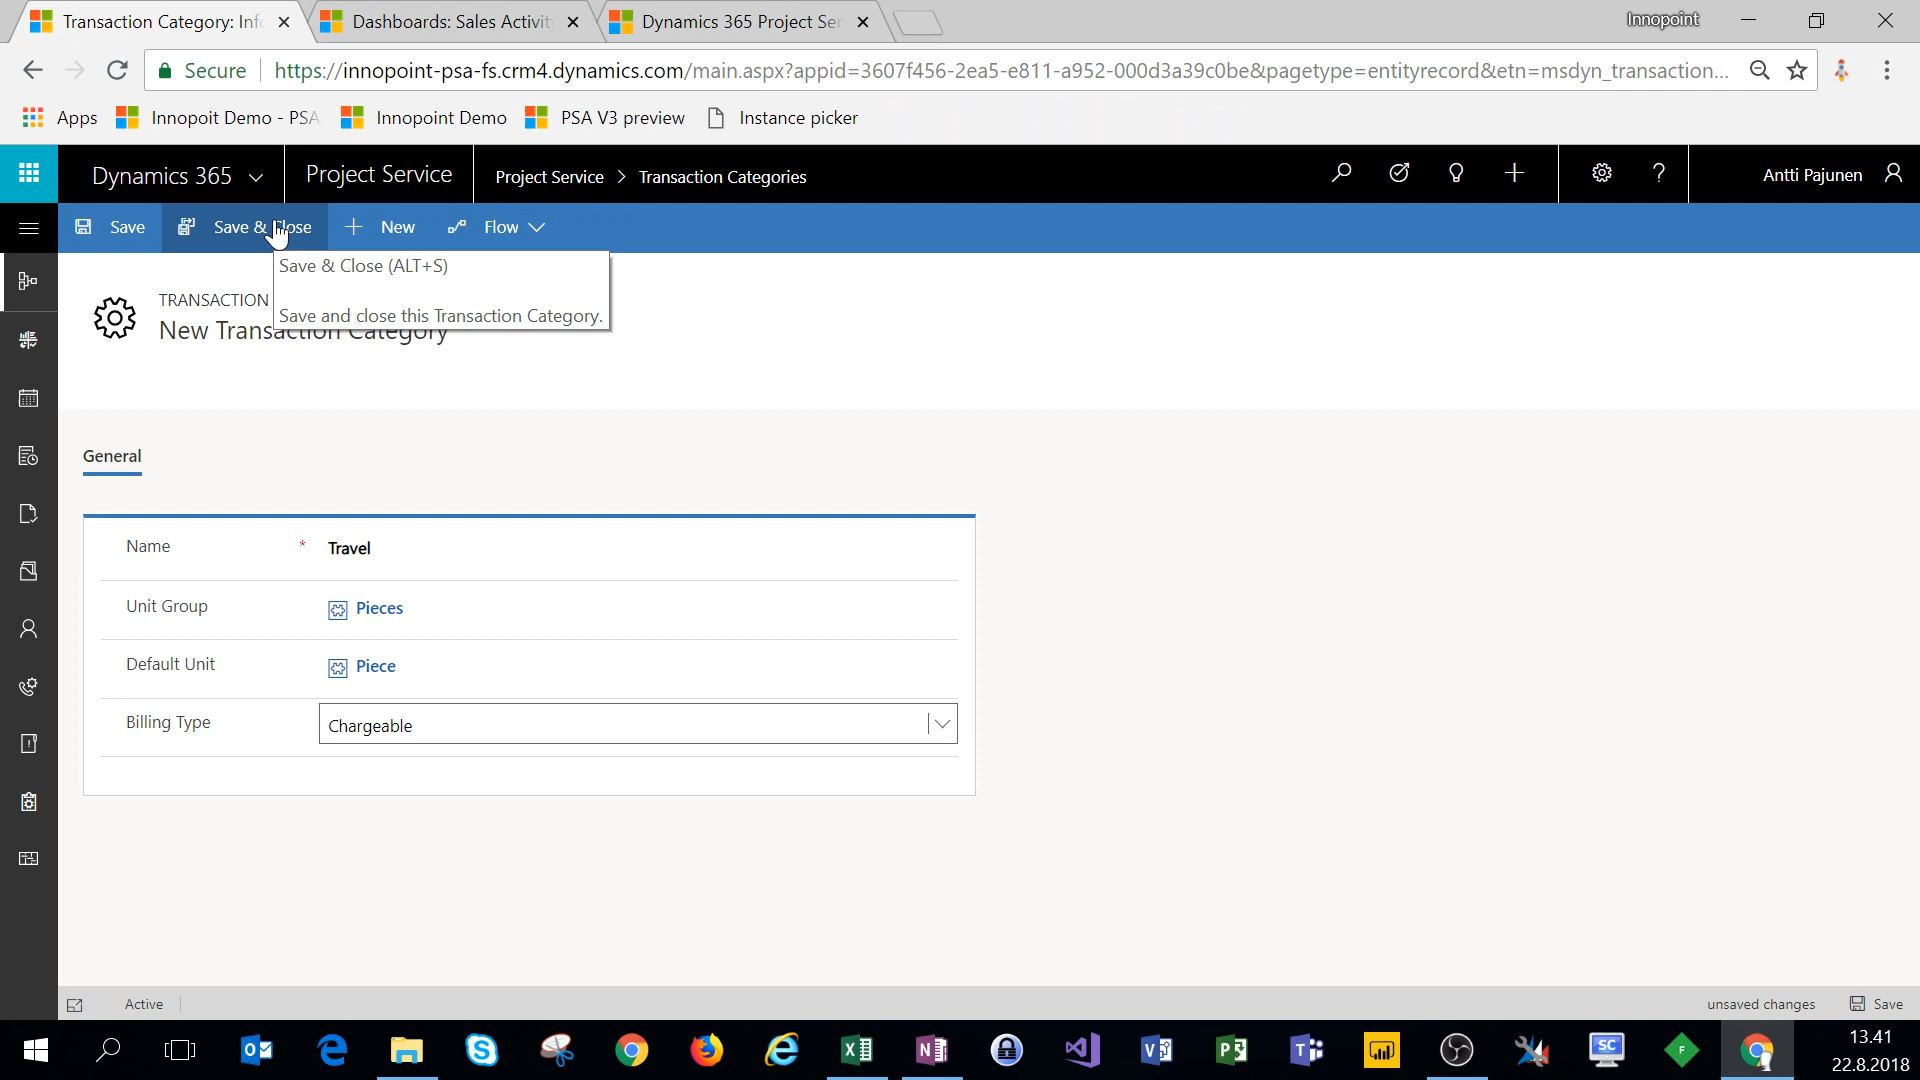 Transaction Category: Inf
Dashboards: Sales Activit
Dynamics 365 Project Ser
Innopoint
Secure
https://innopoint-psa-fs.crm4.dynamics.com/main.aspx?appid=3607f456-2ea5-e811-a952-000d3a39c0be&pagetype=entityrecord&etn=msdyn_transaction...
Apps
Innopoit Demo - PSA
Innopoint Demo
PSA V3 preview
Instance picker
Dynamics 365
Project Service
Project Service > Transaction Categories
?
Antti Pajunen
Save
Save & Close
New
Flow
Save & Close (ALT+S)
Save and close this Transaction Category.
TRANSACTION
New Transaction Category
General
Name * Travel
Unit Group Pieces
Default Unit Piece
Billing Type Chargeable
Active
unsaved changes
Save
13.41
22.8.2018